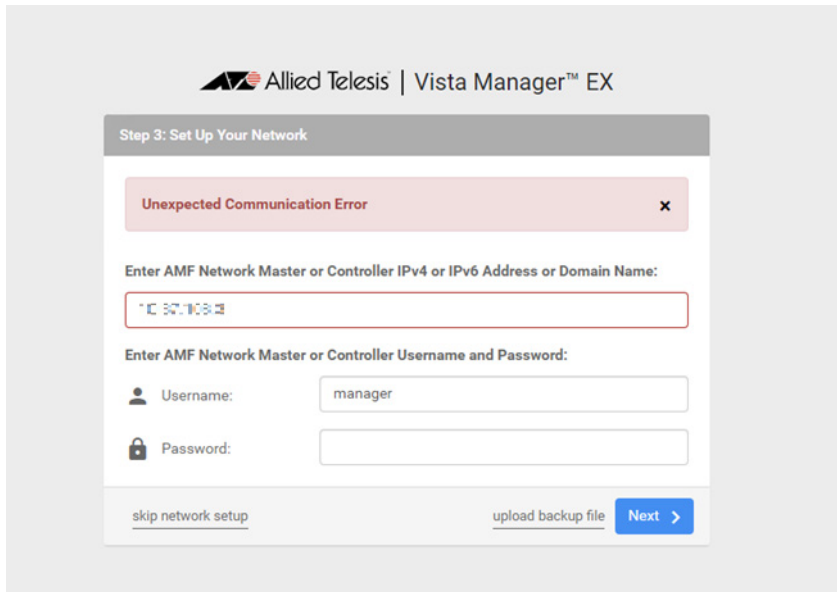 Allied Telesis | Vista Manager™ EX
Step 3: Set Up Your Network
Unexpected Communication Error
Enter AMF Network Master or Controller IPv4 or IPv6 Address or Domain Name:
Enter AMF Network Master or Controller Username and Password:
Username: manager
Password:
skip network setup upload backup file Next